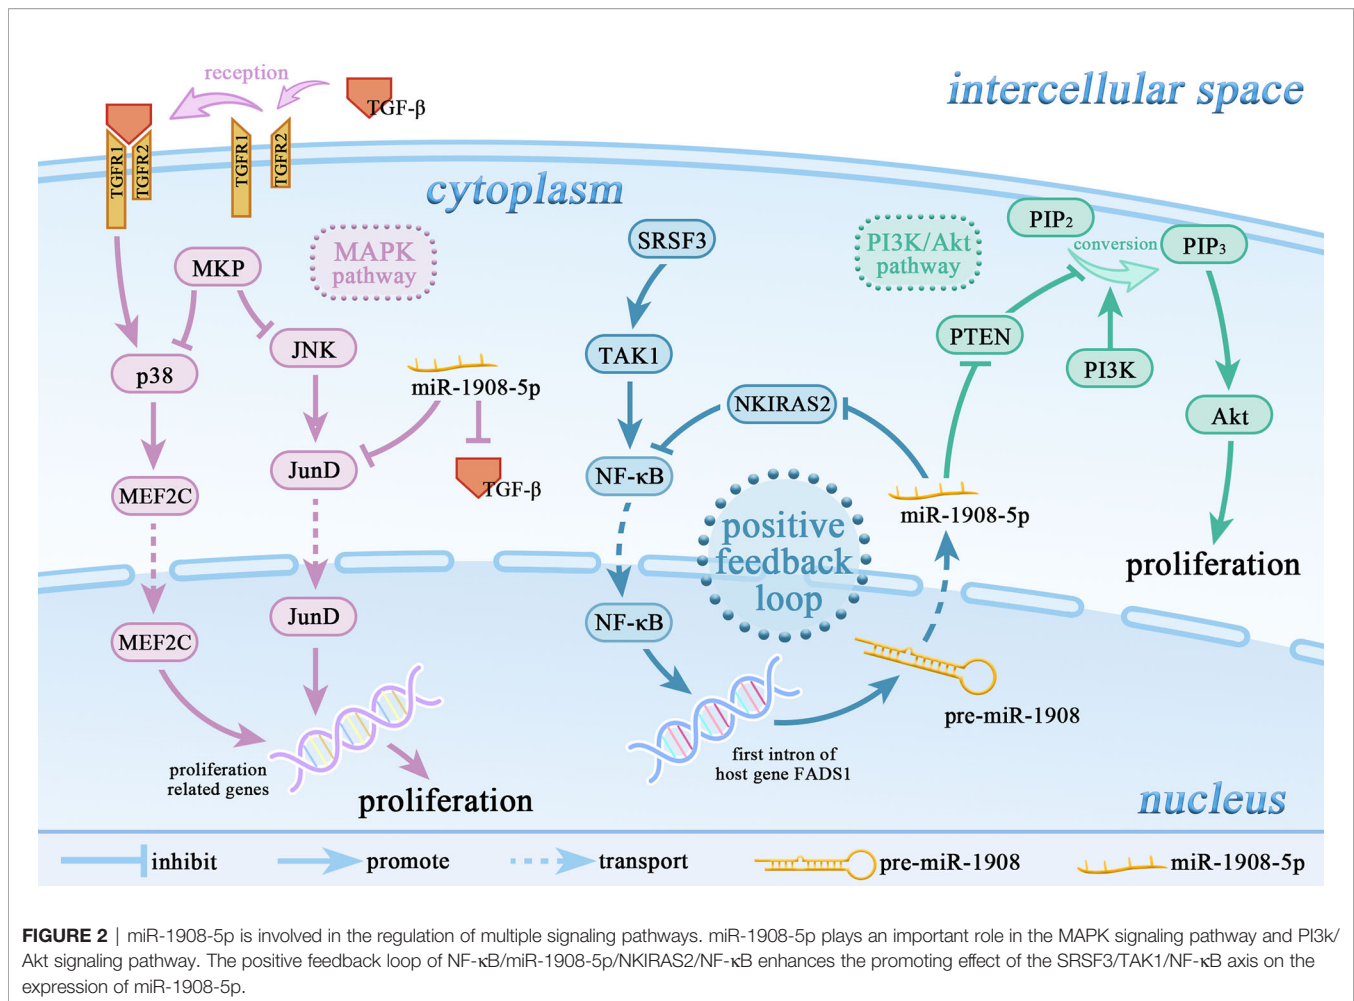 intercellular space
reception
TGF-β
TGFR1
TGFR2
TGFR1
TGFR2
cytoplasm
MAPK
pathway
MKP
p38
JNK
miR-1908-5p
MEF2C
JunD
TGF-β
MEF2C
JunD
proliferation
related genes
proliferation
SRSF3
TAK1
NKIRAS2
NF-κB
positive
feedback
loop
miR-1908-5p
NF-κB
pre-miR-1908
first intron of
host gene FADS1
PI3K/Akt
pathway
PIP2
conversion
PIP3
PTEN
PI3K
Akt
proliferation
nucleus
inhibit
promote
transport
pre-miR-1908
miR-1908-5p
FIGURE 2 | miR-1908-5p is involved in the regulation of multiple signaling pathways. miR-1908-5p plays an important role in the MAPK signaling pathway and PI3k/
Akt signaling pathway. The positive feedback loop of NF-κB/miR-1908-5p/NKIRAS2/NF-κB enhances the promoting effect of the SRSF3/TAK1/NF-κB axis on the
expression of miR-1908-5p.